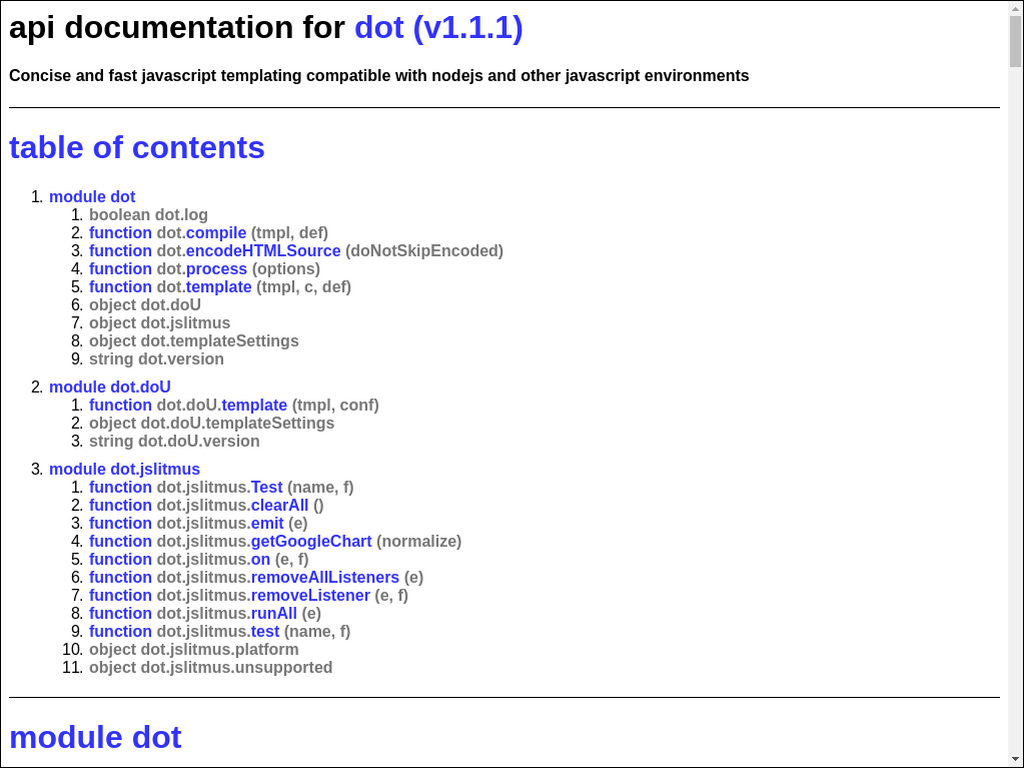 api documentation for dot (v1.1.1)
Concise and fast javascript templating compatible with nodejs and other javascript environments
table of contents
1. module dot
1. boolean dot.log
2. function dot.compile (tmpl, def)
3. function dot.encodeHTMLSource (doNotSkipEncoded)
4. function dot.process (options)
5. function dot.template (tmpl, c, def)
6. object dot.doU
7. object dot.jslitmus
8. object dot.templateSettings
9. string dot.version
2. module dot.doU
1. function dot.doU.template (tmpl, conf)
2. object dot.doU.templateSettings
3. string dot.doU.version
3. module dot.jslitmus
1. function dot.jslitmus.Test (name, f)
2. function dot.jslitmus.clearAll ()
3. function dot.jslitmus.emit (e)
4. function dot.jslitmus.getGoogleChart (normalize)
5. function dot.jslitmus.on (e, f)
6. function dot.jslitmus.removeAllListeners (e)
7. function dot.jslitmus.removeListener (e, f)
8. function dot.jslitmus.runAll (e)
9. function dot.jslitmus.test (name, f)
10. object dot.jslitmus.platform
11. object dot.jslitmus.unsupported
module dot